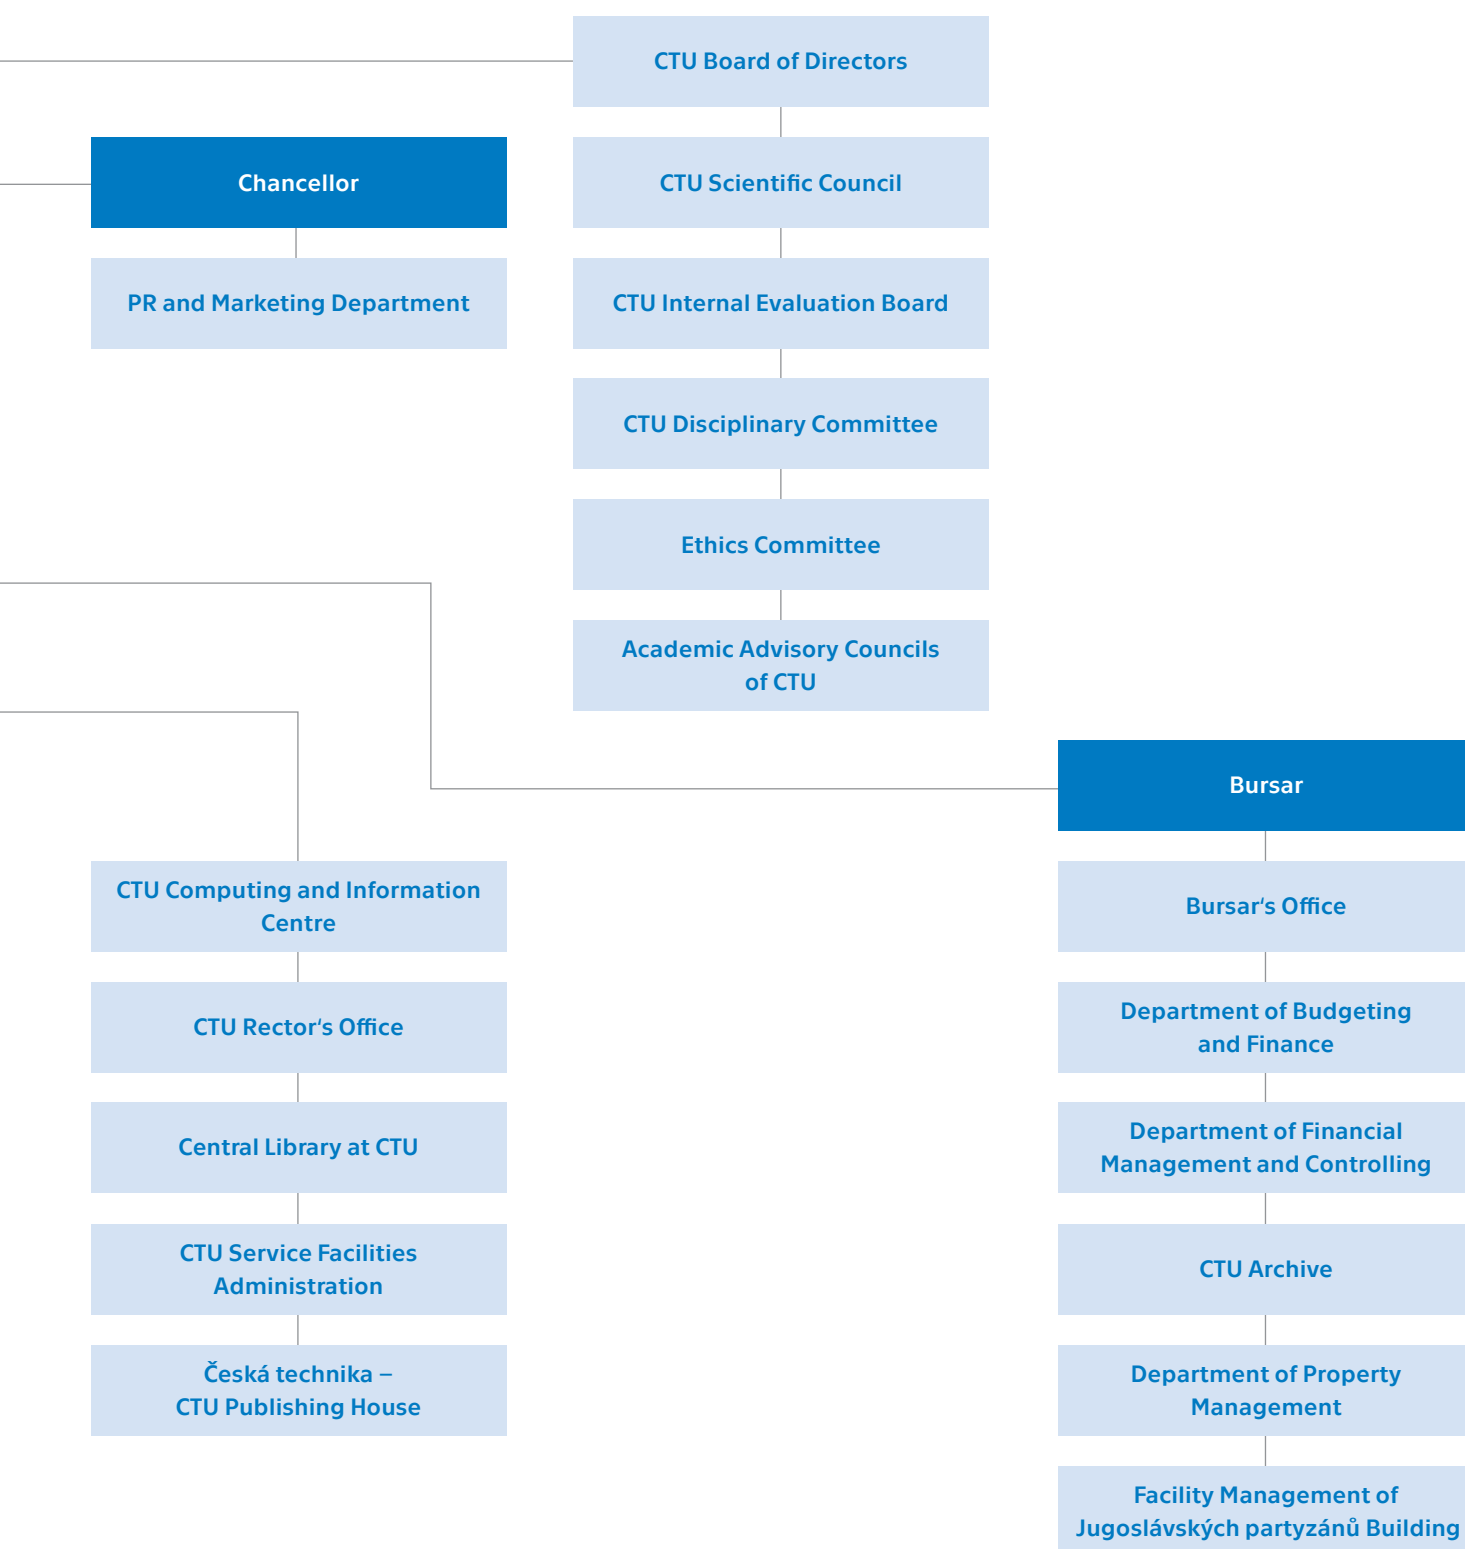 CTU Board of Directors
Chancellor
CTU Scientific Council
PR and Marketing Department
CTU Internal Evaluation Board
CTU Disciplinary Committee
Ethics Committee
Academic Advisory Councils
of CTU
Bursar
CTU Computing and Information
Centre
Bursar‘s Office
CTU Rector‘s Office
Department of Budgeting
and Finance
Central Library at CTU
Department of Financial
Management and Controlling
CTU Service Facilities
Administration
CTU Archive
Česká technika –
CTU Publishing House
Department of Property
Management
Facility Management of
Jugoslávských partyzánů Building